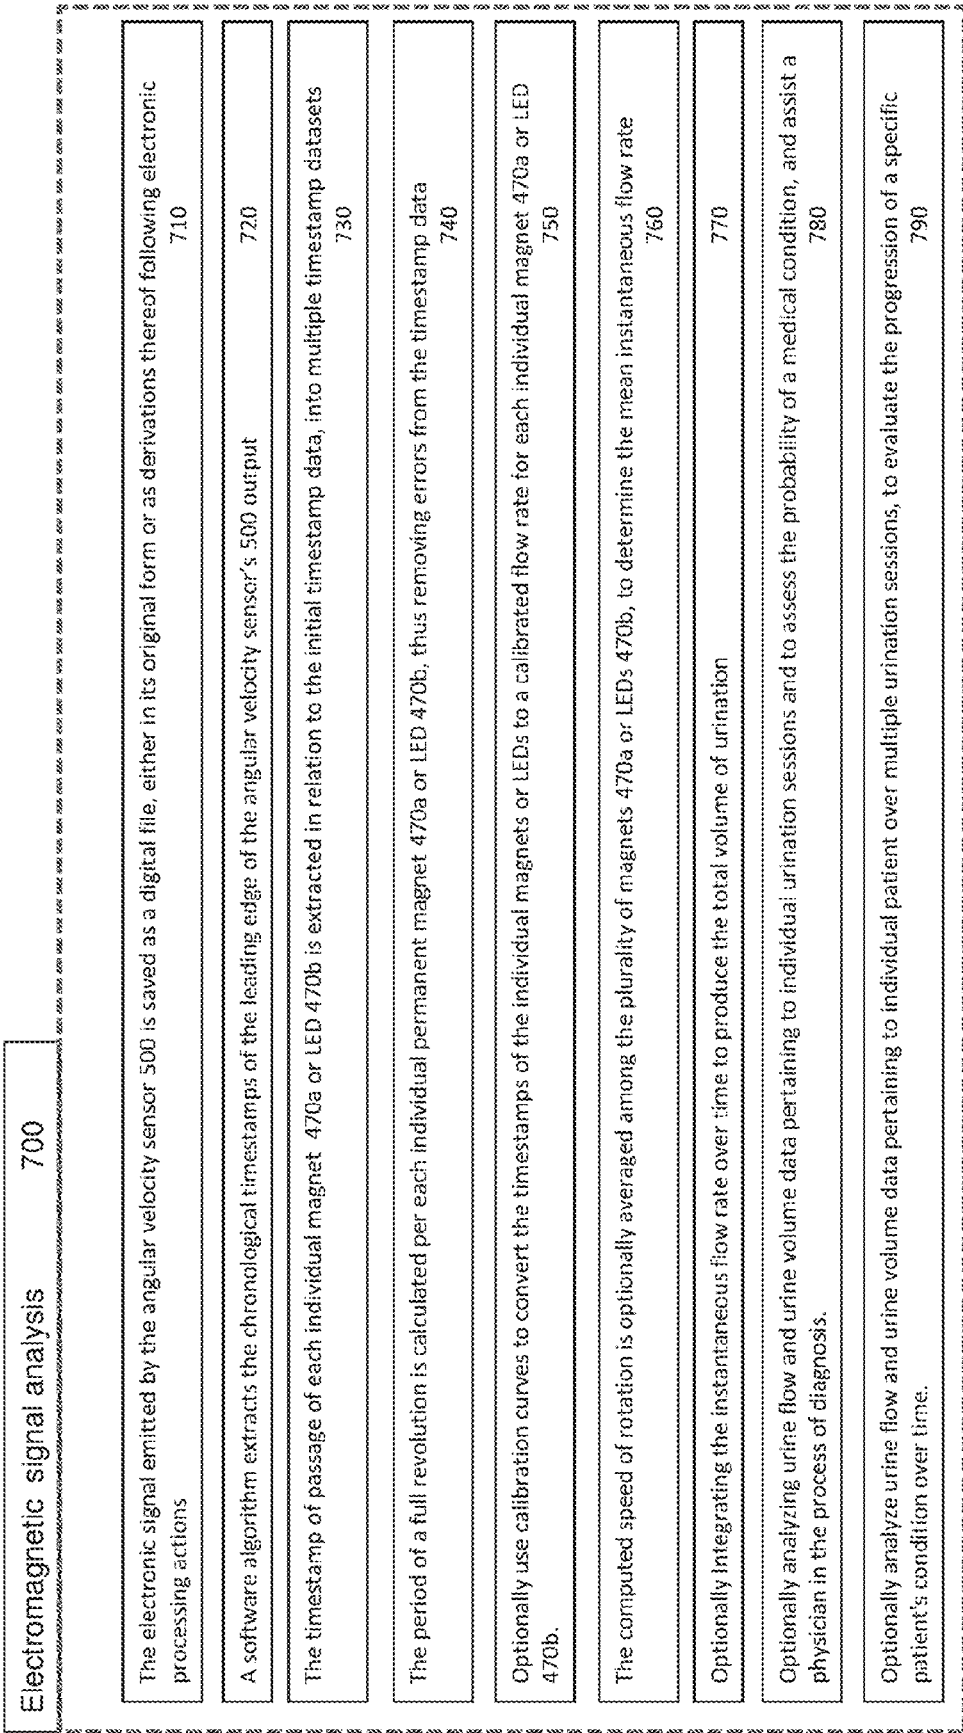 Electromagnetic signal analysis 700
The electronic signal emitted by the angular velocity sensor 500 is saved as a digital file, either in its original form or as derivations thereof following electronic
processing actions 710
A software algorithm extracts the chronological timestamps of the leading edge of the angular velocity sensor's 500 output 720
The timestamp of passage of each individual magnet 470a or LED 470b is extracted in relation to the initial timestamp data, into multiple timestamp datasets
730
The period of a full revolution is calculated per each individual permanent magnet 470a or LED 470b, thus removing errors from the timestamp data
740
Optionally use calibration curves to convert the timestamps of the individual magnets or LEDs to a calibrated flow rate for each individual magnet 470a or LED
470b. 750
The computed speed of rotation is optionally averaged among the plurality of magnets 470a or LEDs 470b, to determine the mean instantaneous flow rate
760
Optionally integrating the instantaneous flow rate over time to produce the total volume of urination 770
Optionally analyzing urine flow and urine volume data pertaining to individual urination sessions and to assess the probability of a medical condition, and assist a
physician in the process of diagnosis. 780
Optionally analyze urine flow and urine volume data pertaining to individual patient over multiple urination sessions, to evaluate the progression of a specific
patient's condition over time. 790